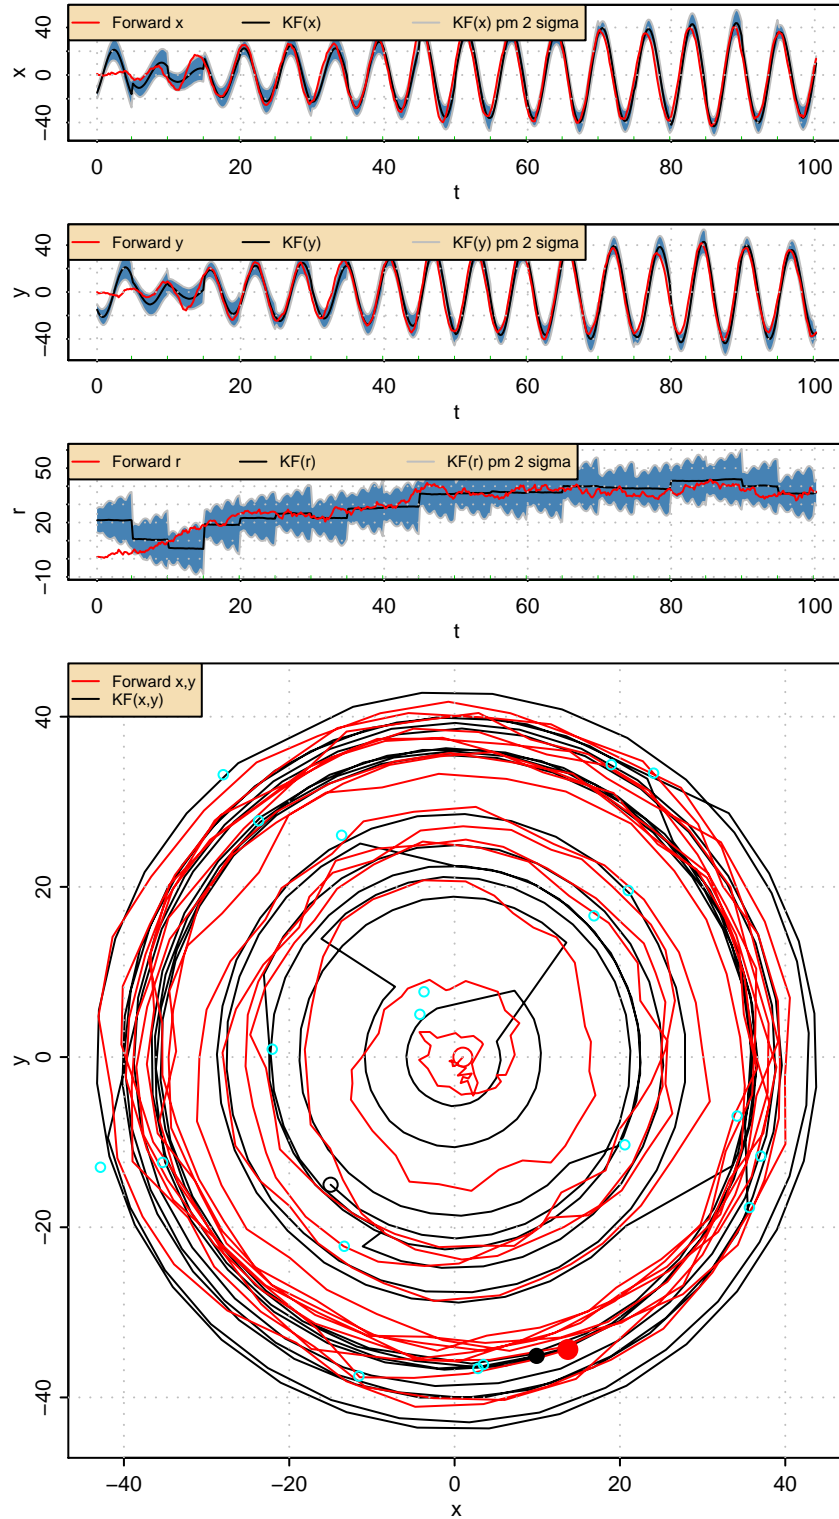 Forward x KF(x) KF(x) pm 2 sigma
x
−40 0 20 40
0 20 40 60 80 100
t
Forward y KF(y) KF(y) pm 2 sigma
y
−40 0 20 40
0 20 40 60 80 100
t
Forward r KF(r) KF(r) pm 2 sigma
r
−10 20 50
0 20 40 60 80 100
t
Forward x,y
KF(x,y)
y
40
20
0
−20
−40
−40 −20 0 20 40
x